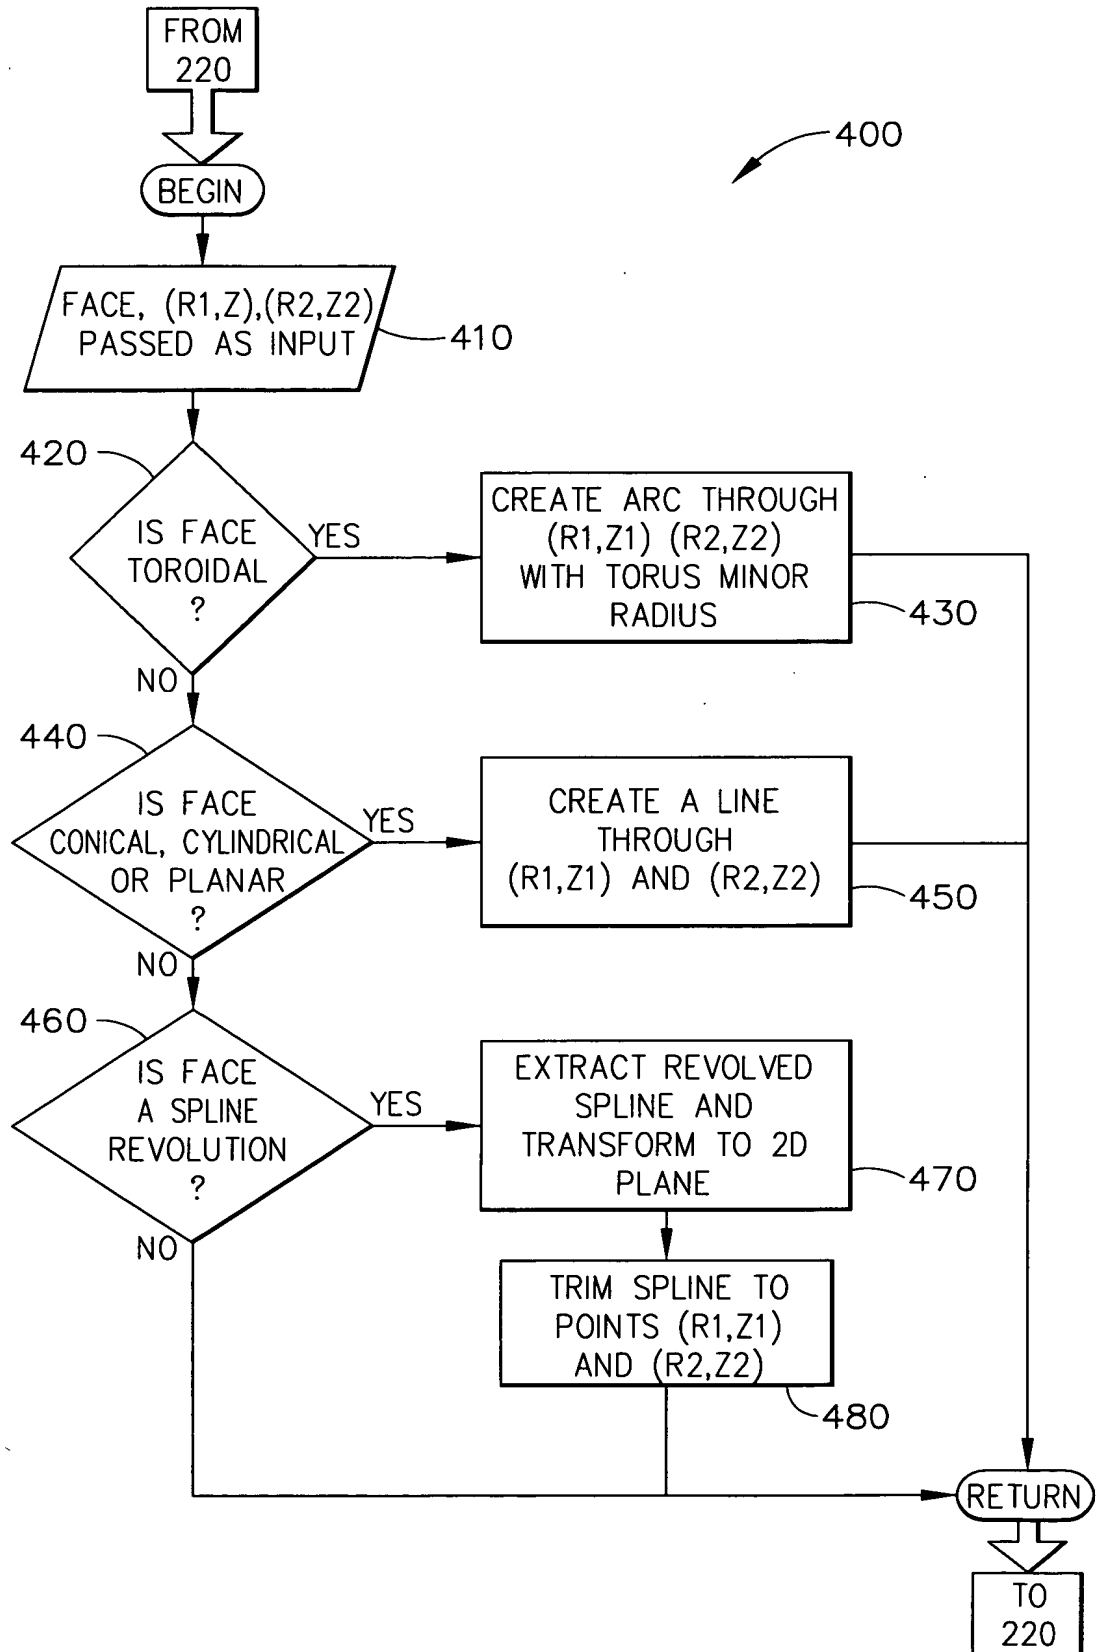 FROM
220
400
BEGIN
FACE, (R1,Z),(R2,Z2)
PASSED AS INPUT
410
420
IS FACE
TOROIDAL
?
YES
NO
CREATE ARC THROUGH
(R1,Z1) (R2,Z2)
WITH TORUS MINOR
RADIUS
430
440
IS FACE
CONICAL, CYLINDRICAL
OR PLANAR
?
YES
NO
CREATE A LINE
THROUGH
(R1,Z1) AND (R2,Z2)
450
460
IS FACE
A SPLINE
REVOLUTION
?
YES
NO
EXTRACT REVOLVED
SPLINE AND
TRANSFORM TO 2D
PLANE
470
TRIM SPLINE TO
POINTS (R1,Z1)
AND (R2,Z2)
480
RETURN
TO
220